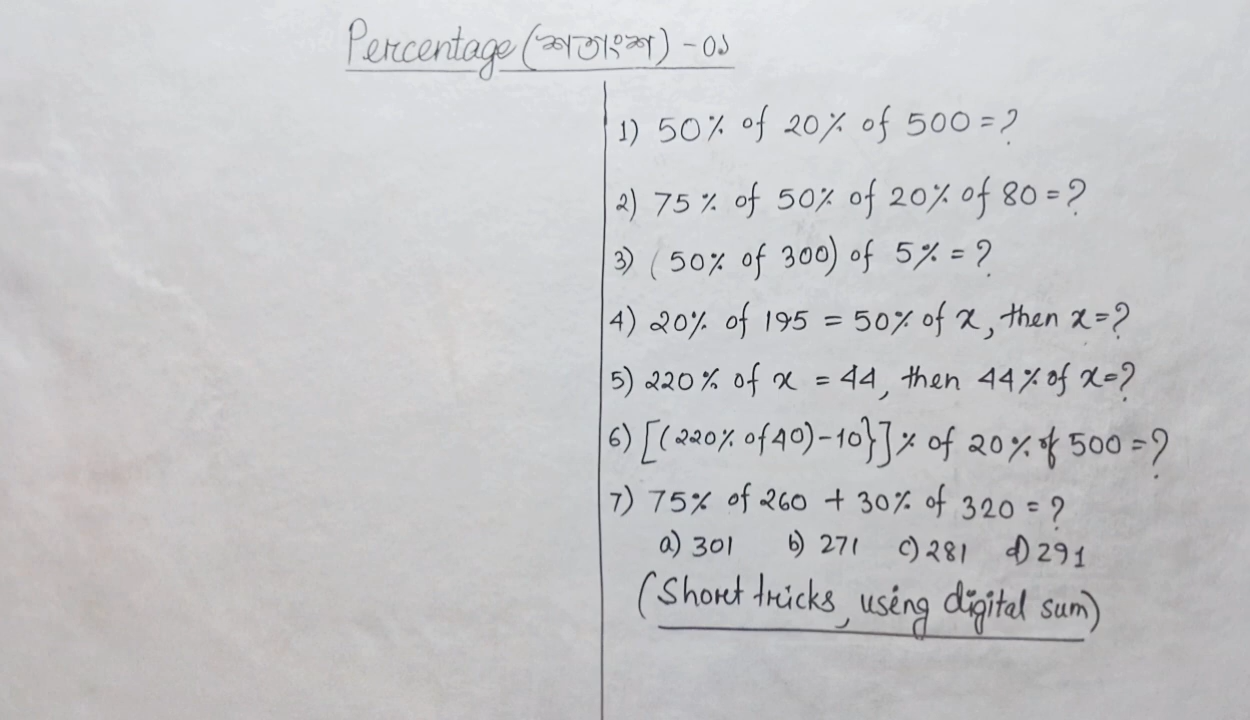 Percentage (শতাংশ) - ০১
1) 50% of 20% of 500 = ?
2) 75% of 50% of 20% of 80 = ?
3) (50% of 300) of 5% = ?
4) 20% of 195 = 50% of x, then x = ?
5) 220% of x = 44, then 44% of x = ?
6) [(220% of 40) - 10}]% of 20% of 500 = ?
7) 75% of 260 + 30% of 320 = ?
a) 301 b) 271 c) 281 d) 291
(Short tricks, using digital sum)